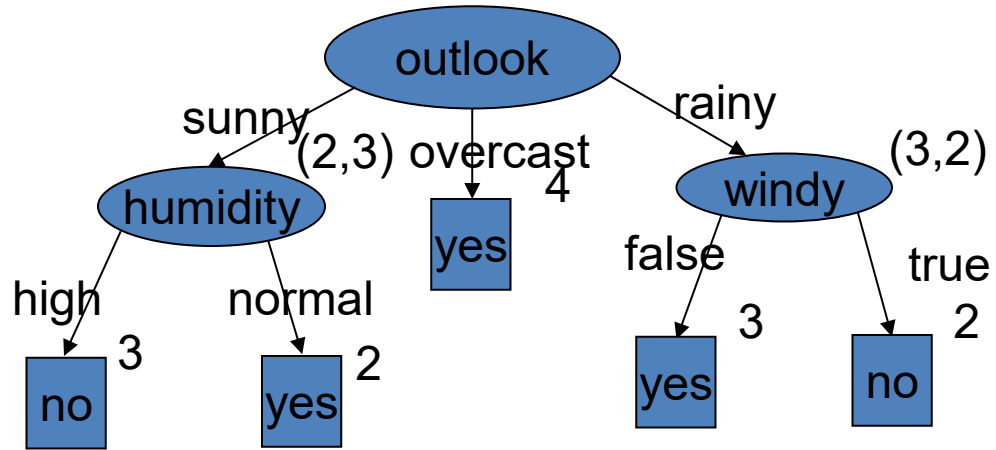 outlook
sunny
rainy
(2,3)
overcast
(3,2)
4
humidity
windy
yes
false
true
high
normal
3
2
3
2
no
yes
yes
no